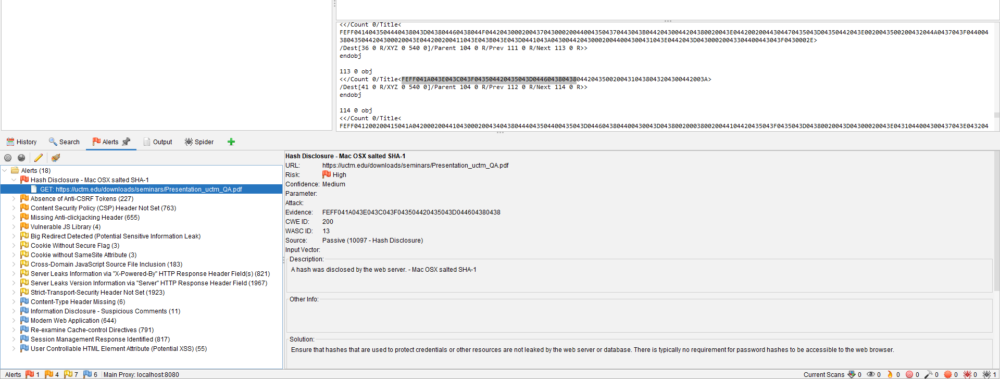 <</Count 0/Title<
FEFF0414043504440438043D043804460438044F0442043000200437043000200440043504370443043B044204300442043800200 43E04420020044304470435043D04350442043E0020043500200432044A0437043F044004
3804350442043000200 43E044200200411043E043B043E043D0441043A04300442043000200440043004310 43E0442043D043000200433044004430 43F0430002E>
/Dest[36 0 R/XYZ 0 540 0]/Parent 104 0 R/Prev 111 0 R/Next 113 0 R>>
endobj
113 0 obj
<</Count 0/Title<FEFF041A043E043C043F043504420435043D04460438043804420435002004310438043204300442003A>
/Dest[41 0 R/XYZ 0 540 0]/Parent 104 0 R/Prev 112 0 R/Next 114 0 R>>
endobj
114 0 obj
<</Count 0/Title<
History
Search
Alerts
Output
Spider
Alerts (18)
Hash Disclosure - Mac OSX salted SHA-1
GET: https://uctm.edu/downloads/seminars/Presentation_uctm_QA.pdf
Absence of Anti-CSRF Tokens (227)
Content Security Policy (CSP) Header Not Set (763)
Missing Anti-clickjacking Header (655)
Vulnerable JS Library (4)
Big Redirect Detected (Potential Sensitive Information Leak)
Cookie Without Secure Flag (3)
Cookie without SameSite Attribute (3)
Cross-Domain JavaScript Source File Inclusion (183)
Server Leaks Information via "X-Powered-By" HTTP Response Header Field(s) (821)
Server Leaks Version Information via "Server" HTTP Response Header Field (1967)
Strict-Transport-Security Header Not Set (1923)
Content-Type Header Missing (6)
Information Disclosure - Suspicious Comments (11)
Modern Web Application (644)
Re-examine Cache-control Directives (791)
Session Management Response Identified (817)
User Controllable HTML Element Attribute (Potential XSS) (55)
Hash Disclosure - Mac OSX salted SHA-1
URL: https://uctm.edu/downloads/seminars/Presentation_uctm_QA.pdf
Risk: High
Confidence: Medium
Parameter:
Attack:
Evidence: FEFF041A043E043C043F043504420435043D044604380438
CWE ID: 200
WASC ID: 13
Source: Passive (10097 - Hash Disclosure)
Input Vector:
Description:
A hash was disclosed by the web server. - Mac OSX salted SHA-1
Other Info:
Solution:
Ensure that hashes that are used to protect credentials or other resources are not leaked by the web server or database. There is typically no requirement for password hashes to be accessible to the web browser.
Alerts 1 4 7 6 Main Proxy: localhost:8080
Current Scans 0 0 0 0 0 0 0 1